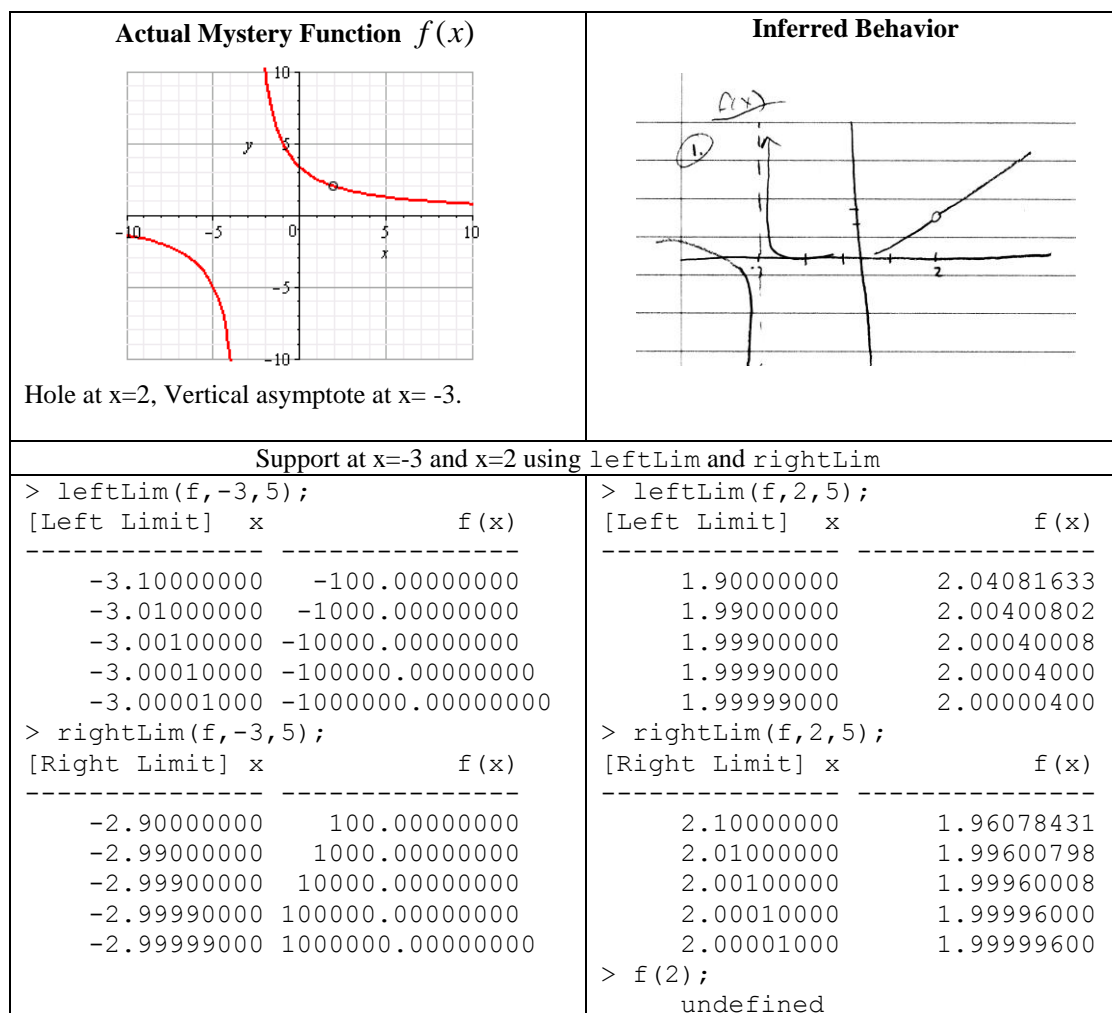 Actual Mystery Function f(x)
10
5
y
-10
-5
0
5
10
x
-5
-10
Hole at x=2, Vertical asymptote at x= -3.
Inferred Behavior
f(x)
1.
2
Support at x=-3 and x=2 using leftLim and rightLim
> leftLim(f,-3,5);
[Left Limit] x f(x)
--------------- ---------------
-3.10000000 -100.00000000
-3.01000000 -1000.00000000
-3.00100000 -10000.00000000
-3.00010000 -100000.00000000
-3.00001000 -1000000.00000000
> rightLim(f,-3,5);
[Right Limit] x f(x)
--------------- ---------------
-2.90000000 100.00000000
-2.99000000 1000.00000000
-2.99900000 10000.00000000
-2.99990000 100000.00000000
-2.99999000 1000000.00000000
> leftLim(f,2,5);
[Left Limit] x f(x)
--------------- ---------------
1.90000000 2.04081633
1.99000000 2.00400802
1.99900000 2.00040008
1.99990000 2.00004000
1.99999000 2.00000400
> rightLim(f,2,5);
[Right Limit] x f(x)
--------------- ---------------
2.10000000 1.96078431
2.01000000 1.99600798
2.00100000 1.99960008
2.00010000 1.99996000
2.00001000 1.99999600
> f(2);
undefined